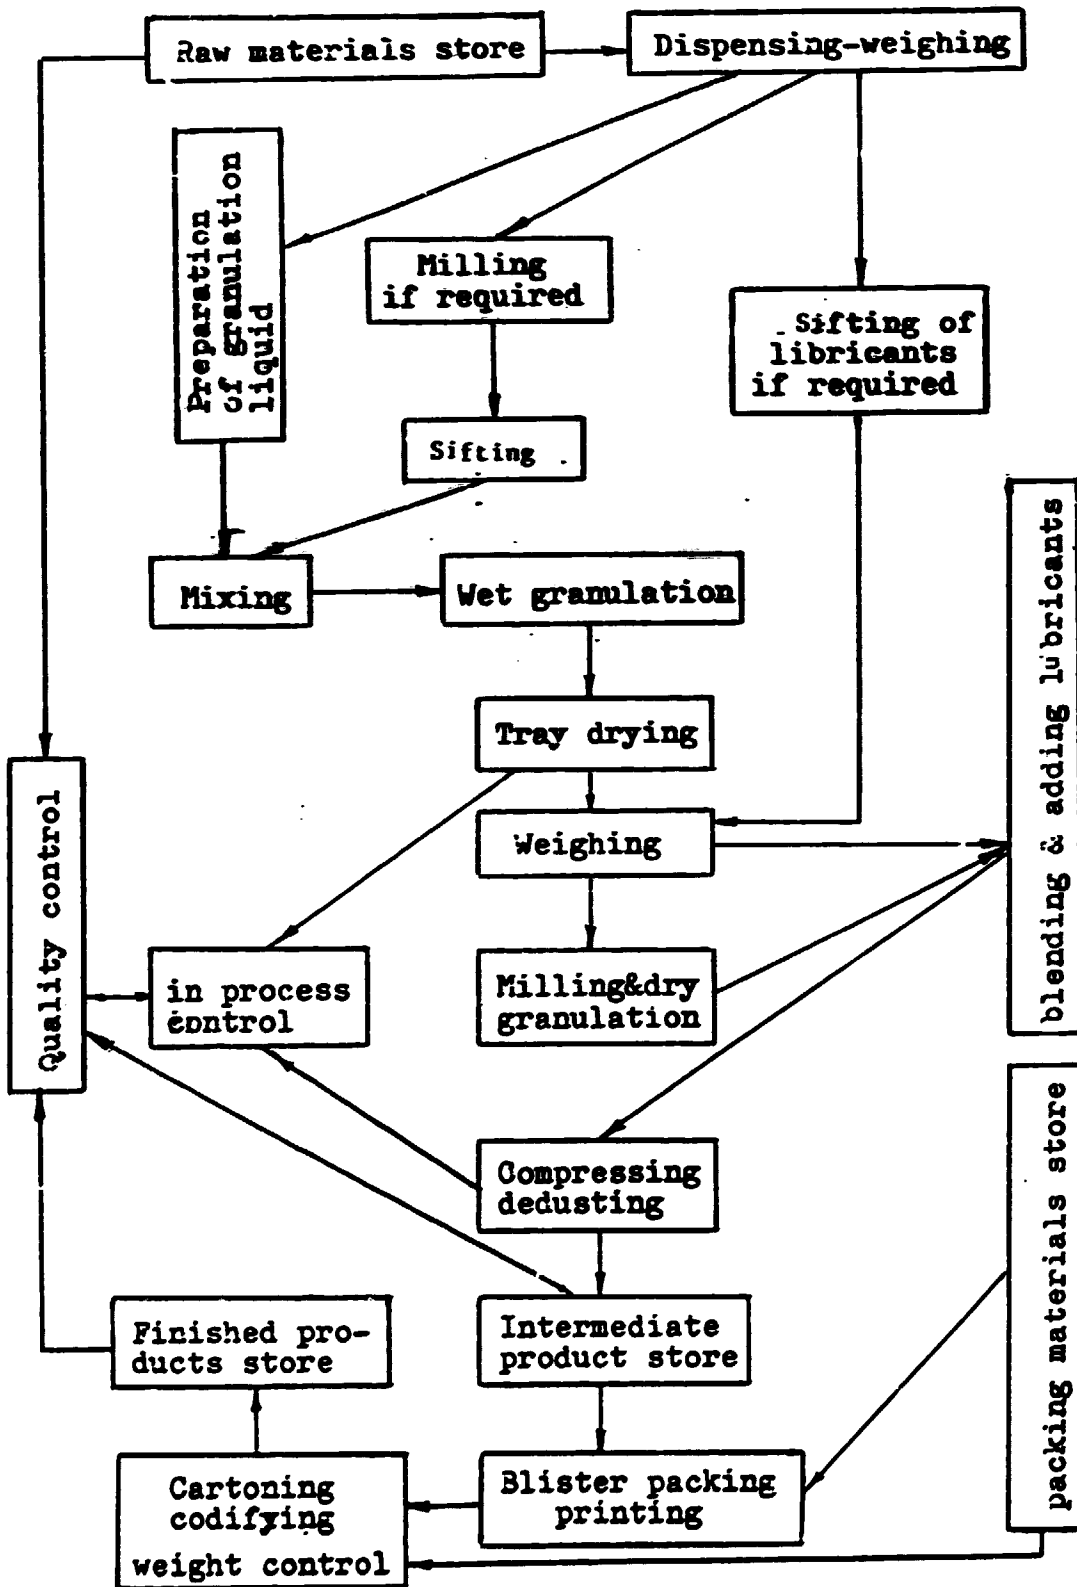 Raw materials store
Dispensing-weighing
Preparation
of granulation
liquid
Milling
if required
Sifting of
libricants
if required
Sifting
Mixing
Wet granulation
blending & adding lubricants
Tray drying
Weighing
Quality control
in process
control
Milling&dry
granulation
Compressing
dedusting
packing materials store
Finished pro-
ducts store
Intermediate
product store
Cartoning
codifying
weight control
Blister packing
printing